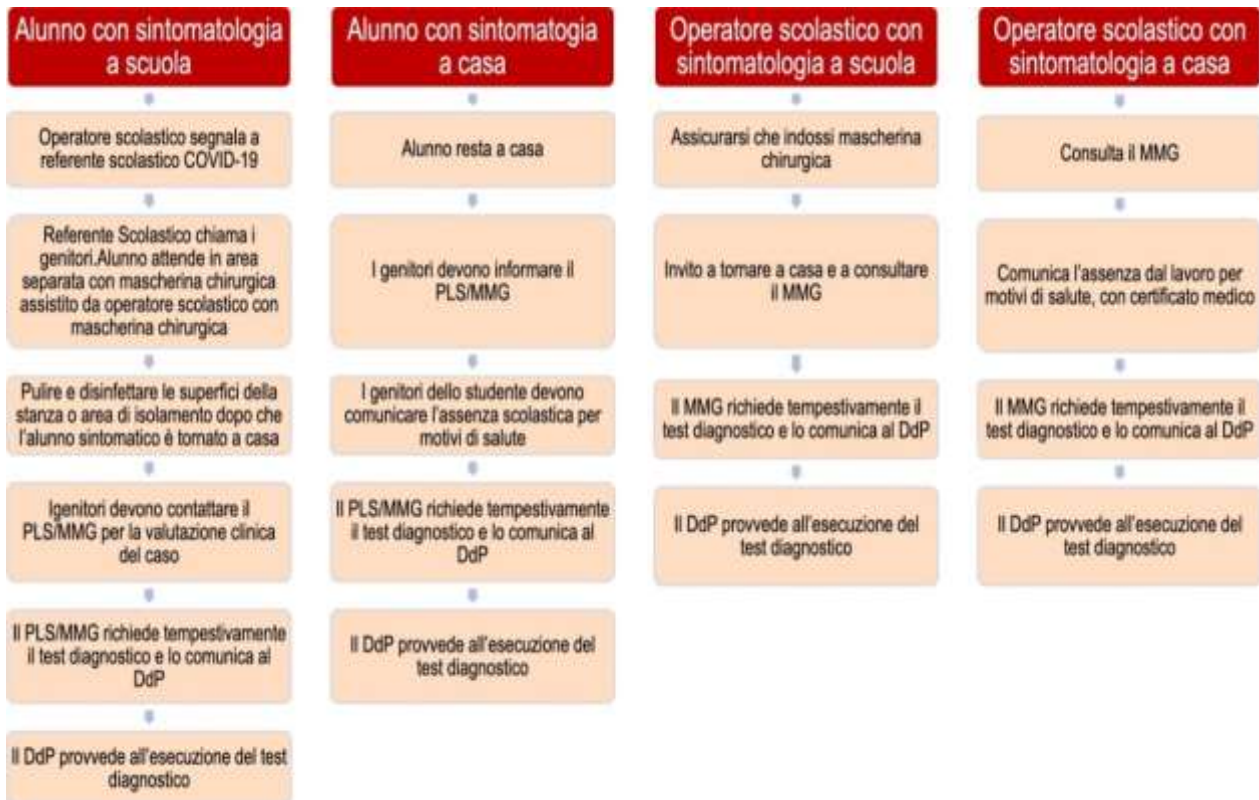 Alunno con sintomatologia
a scuola
Operatore scolastico segnala a
referente scolastico COVID-19
Referente Scolastico chiama i
genitori.Alunno attende in area
separata con mascherina chirurgica
assistito da operatore scolastico con
mascherina chirurgica
Pulire e disinfettare le superfici della
stanza o area di isolamento dopo che
l'alunno sintomatico è tornato a casa
Igenitori devono contattare il
PLS/MMG per la valutazione clinica
del caso
Il PLS/MMG richiede tempestivamente
il test diagnostico e lo comunica al
DdP
Il DdP provvede all'esecuzione del test
diagnostico
Alunno con sintomatogia
a casa
Alunno resta a casa
I genitori devono informare il
PLS/MMG
I genitori dello studente devono
comunicare l'assenza scolastica per
motivi di salute
Il PLS/MMG richiede tempestivamente
il test diagnostico e lo comunica al
DdP
Il DdP provvede all'esecuzione del
test diagnostico
Operatore scolastico con
sintomatologia a scuola
Assicurarsi che indossi mascherina
chirurgica
Invito a tornare a casa e a consultare
il MMG
Il MMG richiede tempestivamente il
test diagnostico e lo comunica al DdP
Il DdP provvede all'esecuzione del
test diagnostico
Operatore scolastico con
sintomatologia a casa
Consulta il MMG
Comunica l'assenza dal lavoro per
motivi di salute, con certificato medico
Il MMG richiede tempestivamente il
test diagnostico e lo comunica al DdP
Il DdP provvede all'esecuzione del
test diagnostico